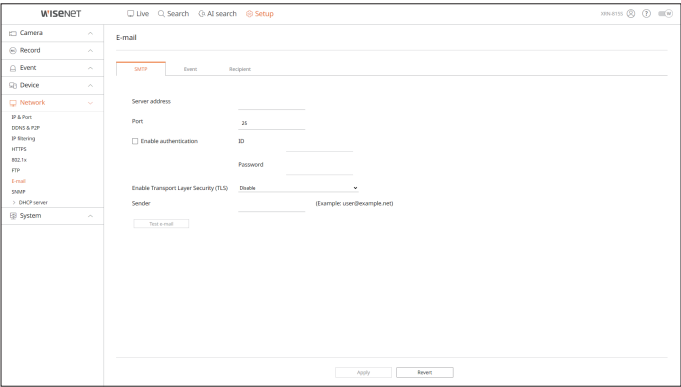 WISENET
Live Search AI search Setup
Camera
Record
Event
Device
Network
IP & Port
DDNS & P2P
IP filtering
HTTPS
802.1x
FTP
E-mail
SNMP
DHCP server
System
E-mail
SMTP Event Recipient
Server address
Port 25
Enable authentication ID
Password
Enable Transport Layer Security (TLS) Disable
Sender (Example: user@example.net)
Test e-mail
Apply Revert